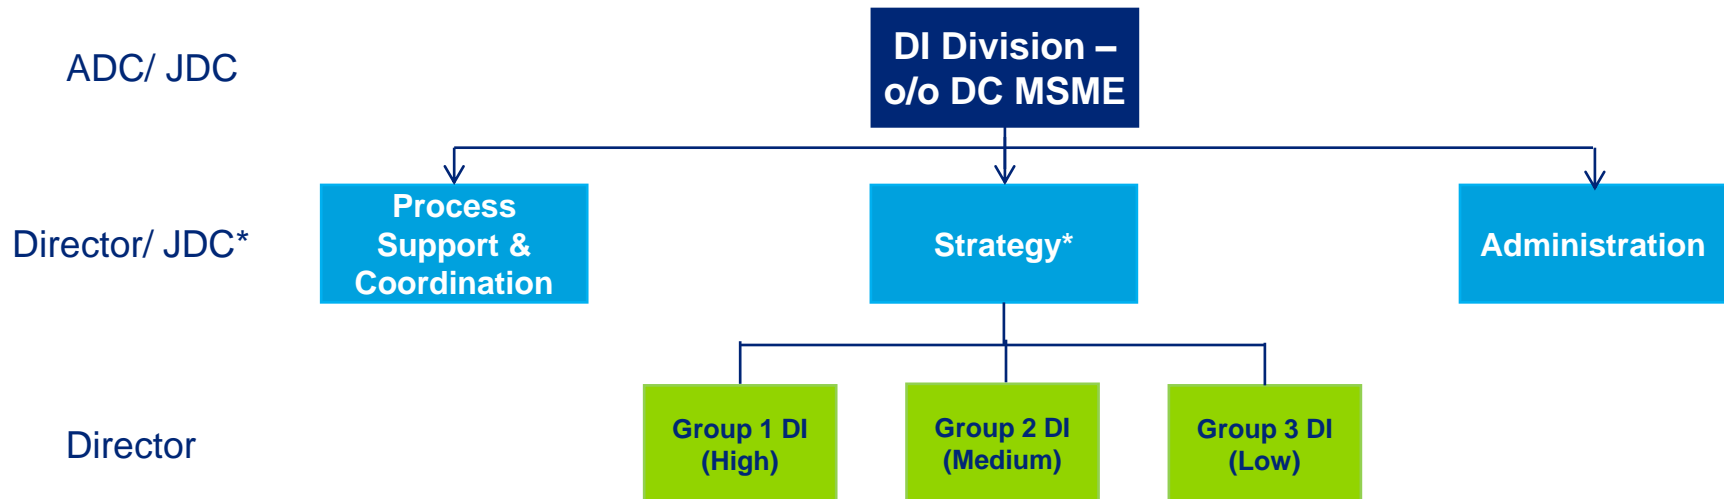 ADC/ JDC
DI Division –
o/o DC MSME
Director/ JDC*
Process
Support &
Coordination
Strategy*
Administration
Director
Group 1 DI
(High)
Group 2 DI
(Medium)
Group 3 DI
(Low)